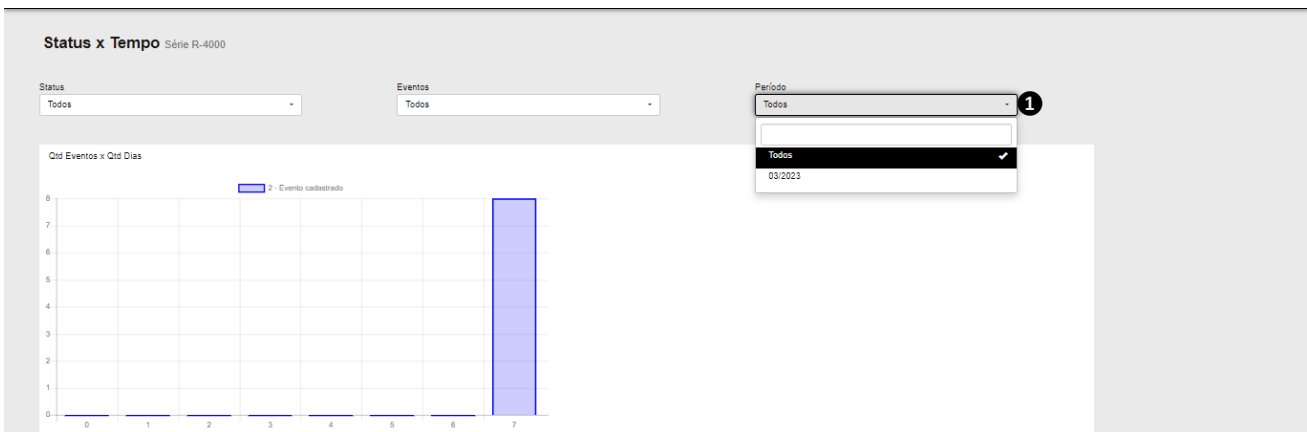 Status x Tempo Série R-4000
Status
Todos
Eventos
Todos
Período
Todos
1
Todos
03/2023
Qtd Eventos x Qtd Dias
2 - Evento cadastrado
8
7
6
5
4
3
2
1
0
0 1 2 3 4 5 6 7